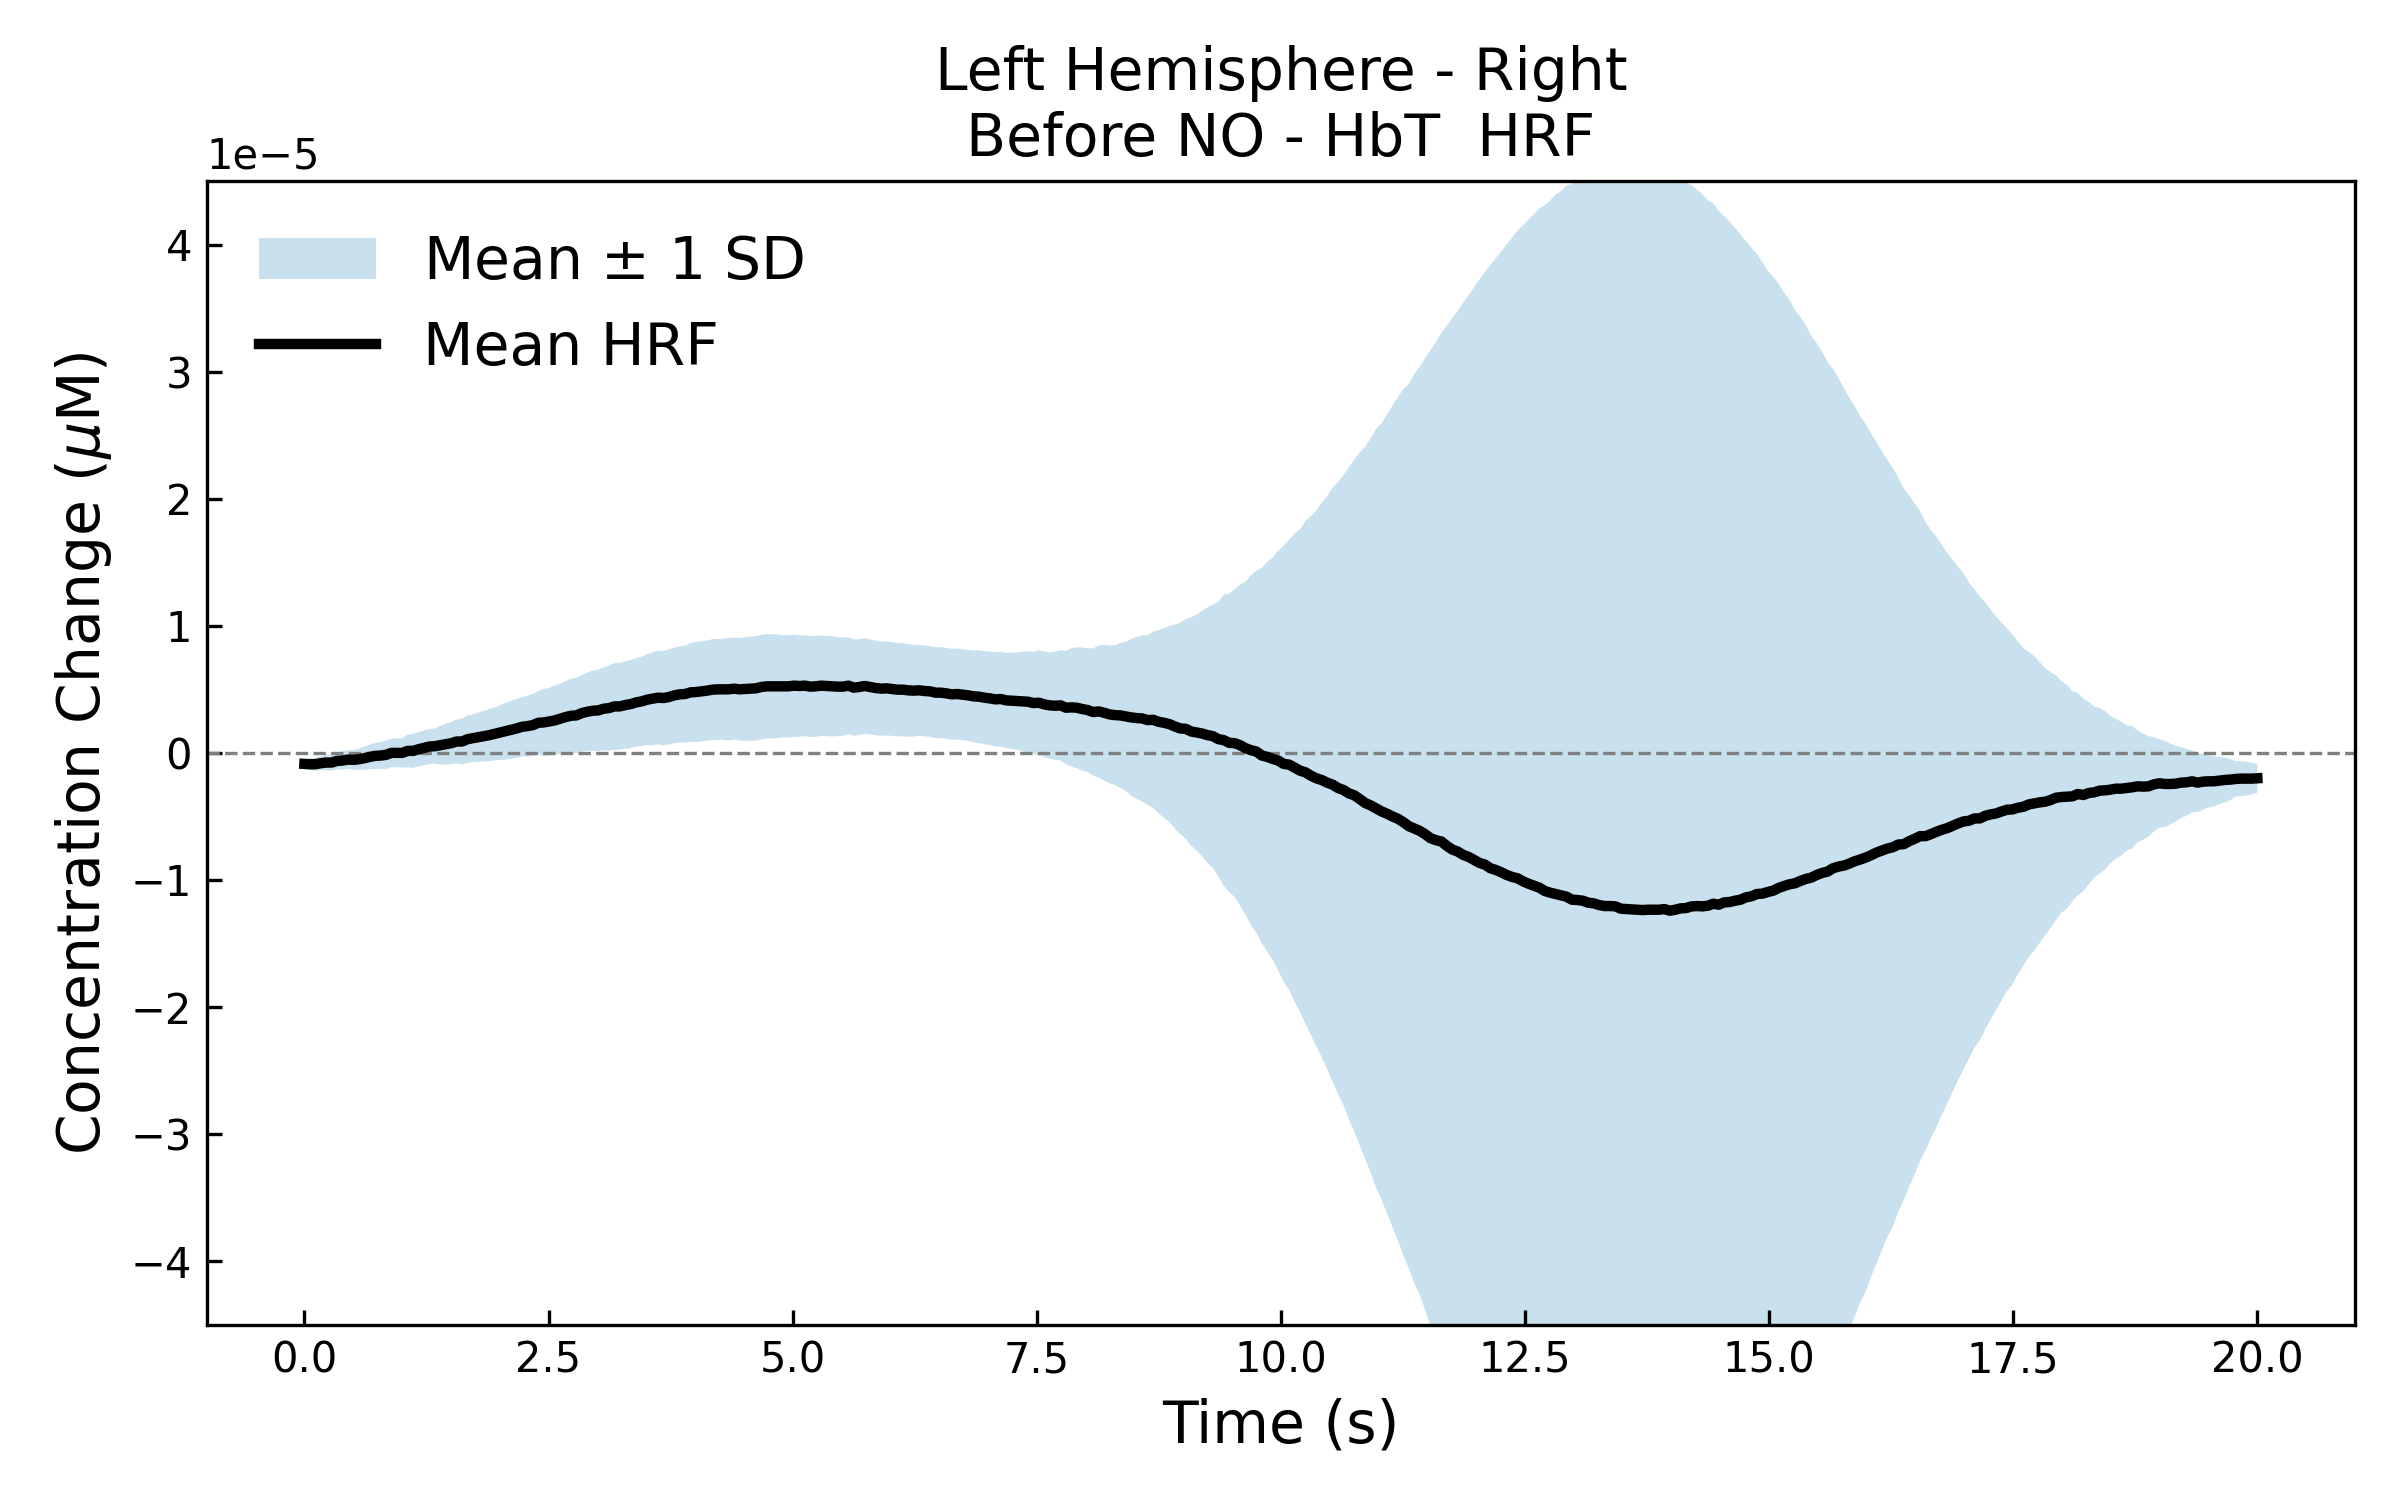 Left Hemisphere - Right
Before NO - HbT  HRF
1e−5
Mean ± 1 SD
Mean HRF
Concentration Change (μM)
4
3
2
1
0
−1
−2
−3
−4
0.0 2.5 5.0 7.5 10.0 12.5 15.0 17.5 20.0
Time (s)